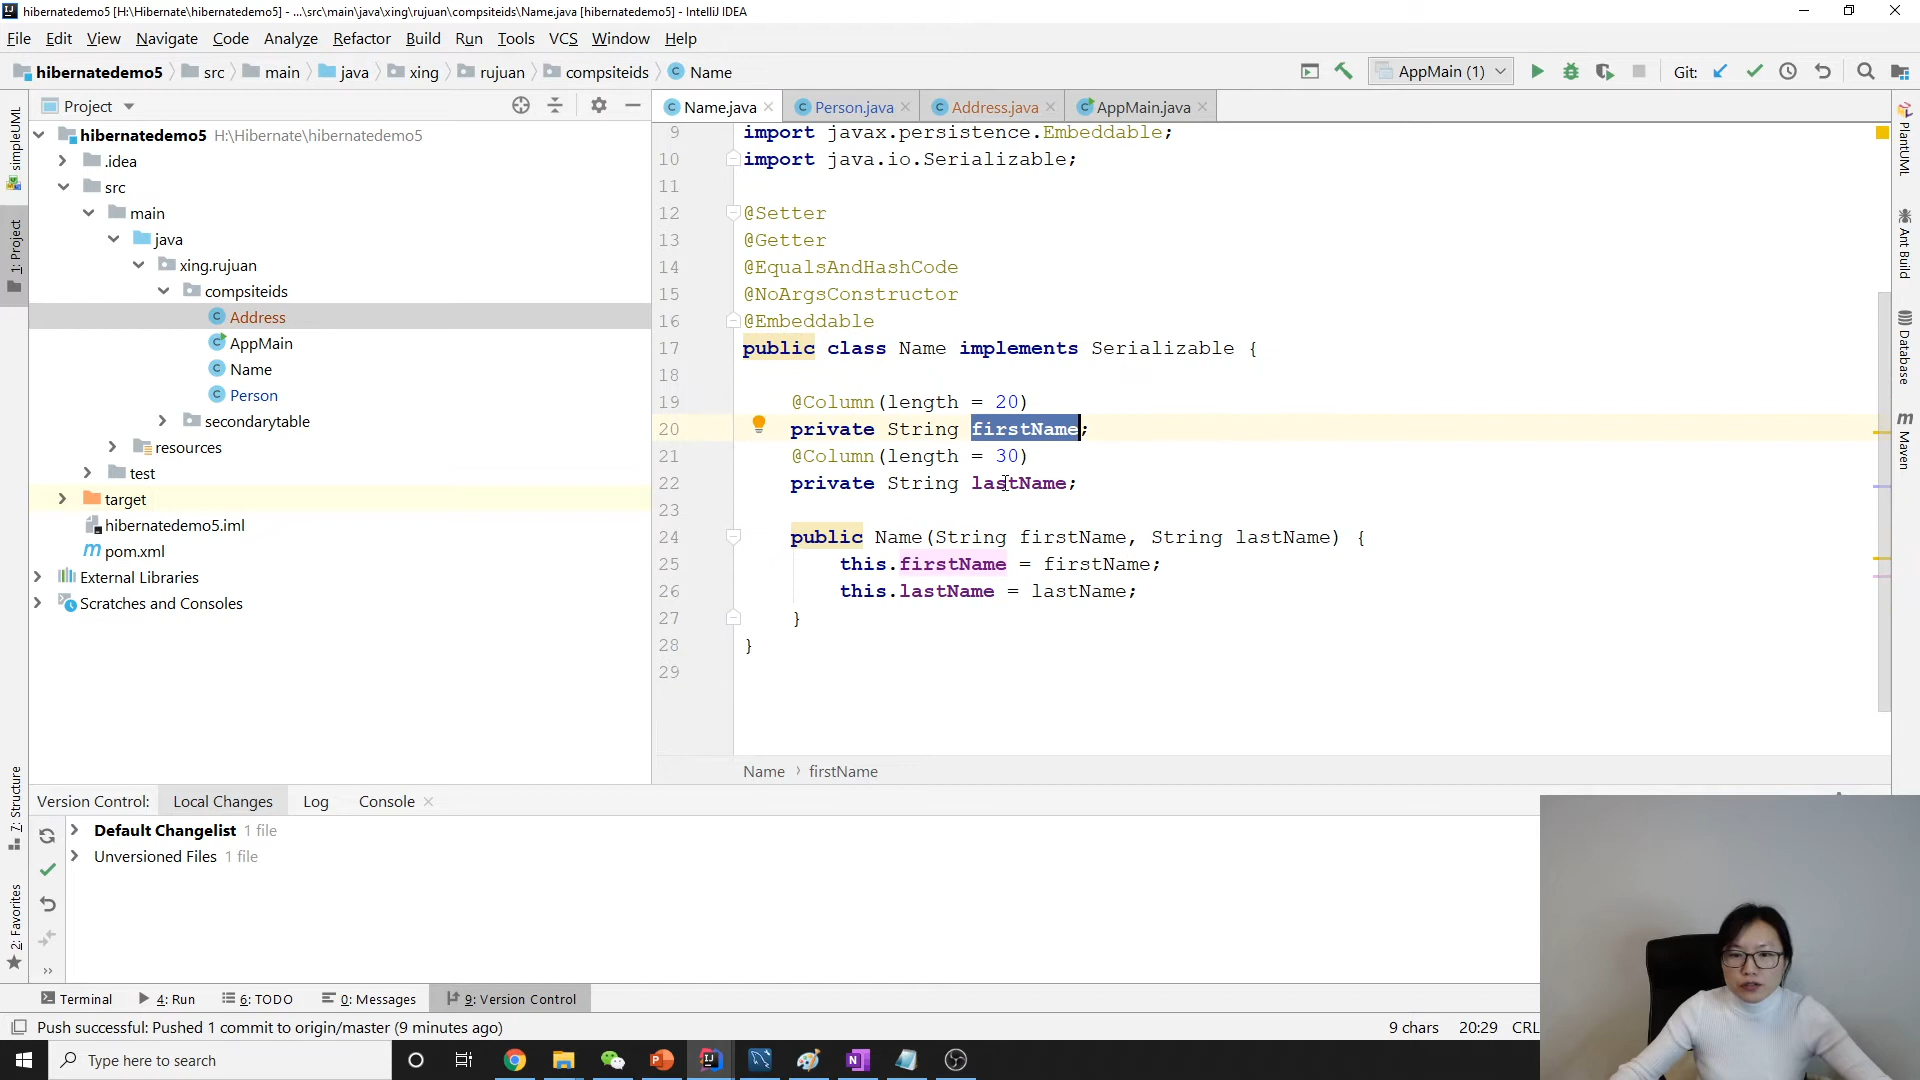 hibernatedemo5 [H:\Hibernate\hibernatedemo5] - ...\src\main\java\xing\rujuan\compsiteids\Name.java [hibernatedemo5] - IntelliJ IDEA
File Edit View Navigate Code Analyze Refactor Build Run Tools VCS Window Help
hibernatedemo5 src main java xing rujuan compsiteids Name AppMain (1) Git:
Project Name.java Person.java Address.java AppMain.java
hibernatedemo5 H:\Hibernate\hibernatedemo5
.idea
src
main
java
xing.rujuan
compsiteids
Address
AppMain
Name
Person
secondarytable
resources
test
target
hibernatedemo5.iml
pom.xml
External Libraries
Scratches and Consoles
9 import javax.persistence.Embeddable;
10 import java.io.Serializable;
11
12 @Setter
13 @Getter
14 @EqualsAndHashCode
15 @NoArgsConstructor
16 @Embeddable
17 public class Name implements Serializable {
18
19 @Column(length = 20)
20 private String firstName;
21 @Column(length = 30)
22 private String lastName;
23
24 public Name(String firstName, String lastName) {
25 this.firstName = firstName;
26 this.lastName = lastName;
27 }
28 }
29
Name › firstName
simpleUML
1: Project
7: Structure
2: Favorites
PlantUML
Ant Build
Database
Maven
Version Control: Local Changes Log Console
Default Changelist 1 file
Unversioned Files 1 file
Terminal 4: Run 6: TODO 0: Messages 9: Version Control
Push successful: Pushed 1 commit to origin/master (9 minutes ago) 9 chars 20:29 CRL
Type here to search